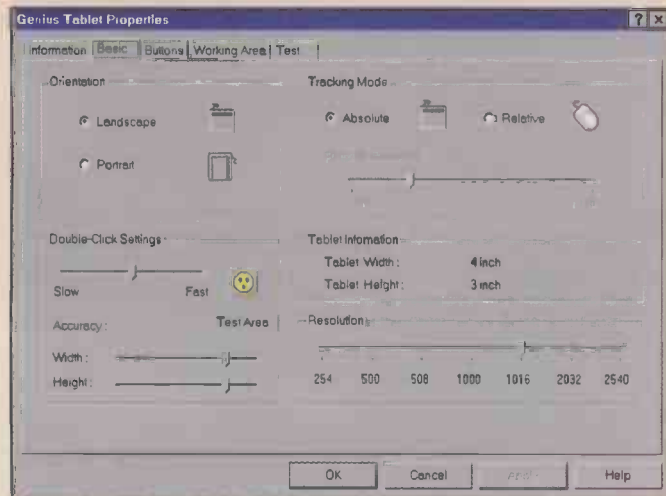 Genius Tablet Properties ? x
Information Basic Buttons Working Area Test
Orientation
Landscape
Portrait
Tracking Mode
Absolute Relative
Double-Click Settings
Slow Fast
Test Area
Accuracy:
Width:
Height:
Tablet Infomation
Tablet Width: 4 inch
Tablet Height: 3 inch
Resolution
254 500 508 1000 1016 2032 2540
OK Cancel Apply Help